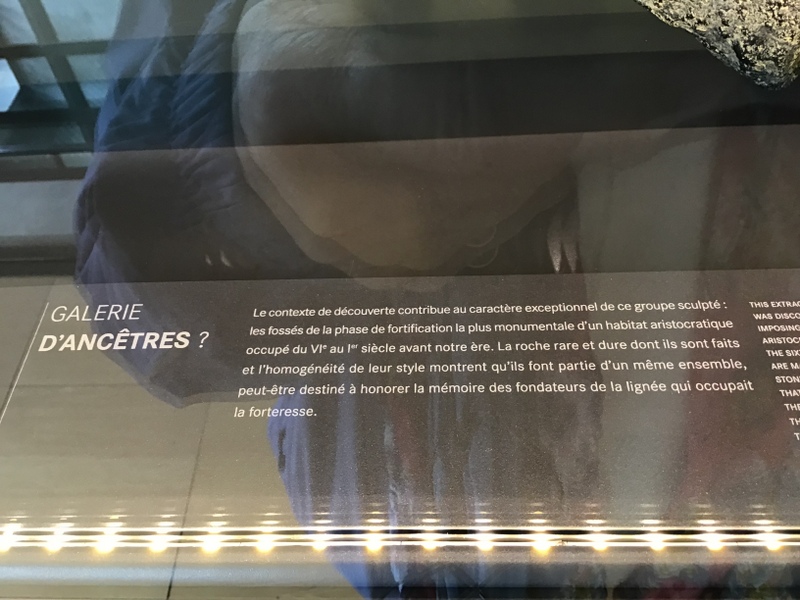 GALERIE
D'ANCÊTRES ?
Le contexte de découverte contribue au caractère exceptionnel de ce groupe sculpté :
les fossés de la phase de fortification la plus monumentale d'un habitat aristocratique
occupé du VIe au Ier siècle avant notre ère. La roche rare et dure dont ils sont faits
et l'homogénéité de leur style montrent qu'ils font partie d'un même ensemble,
peut-être destiné à honorer la mémoire des fondateurs de la lignée qui occupait
la forteresse.
THIS
WAS
IMPOSING
THE SIX
ARE
THE